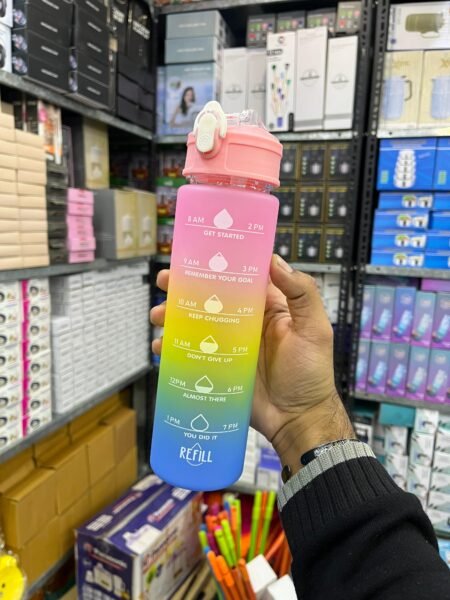 8 AM 2 PM
GET STARTED
9 AM 3 PM
REMEMBER YOUR GOAL
10 AM 4 PM
KEEP CHUGGING
11 AM 5 PM
DON'T GIVE UP
12PM 6 PM
ALMOST THERE
1 PM 7 PM
YOU DID IT
REFILL